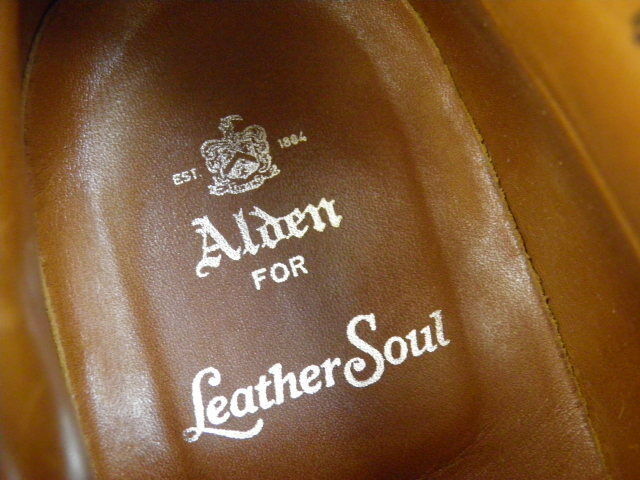 EST. 1884
Alden
FOR
Leather Soul